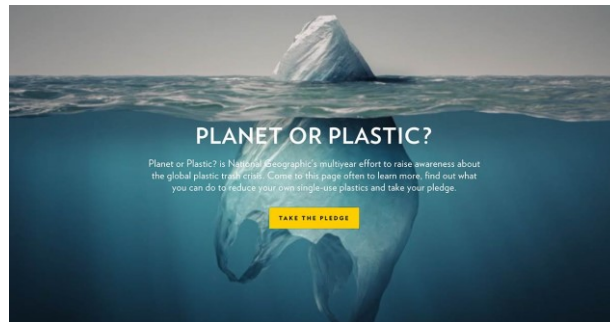 PLANET OR PLASTIC?
Planet or Plastic? is National Geographic's multiyear effort to raise awareness about
the global plastic trash crisis. Come to this page often to learn more, find out what
you can do to reduce your own single-use plastics and take your pledge.
TAKE THE PLEDGE